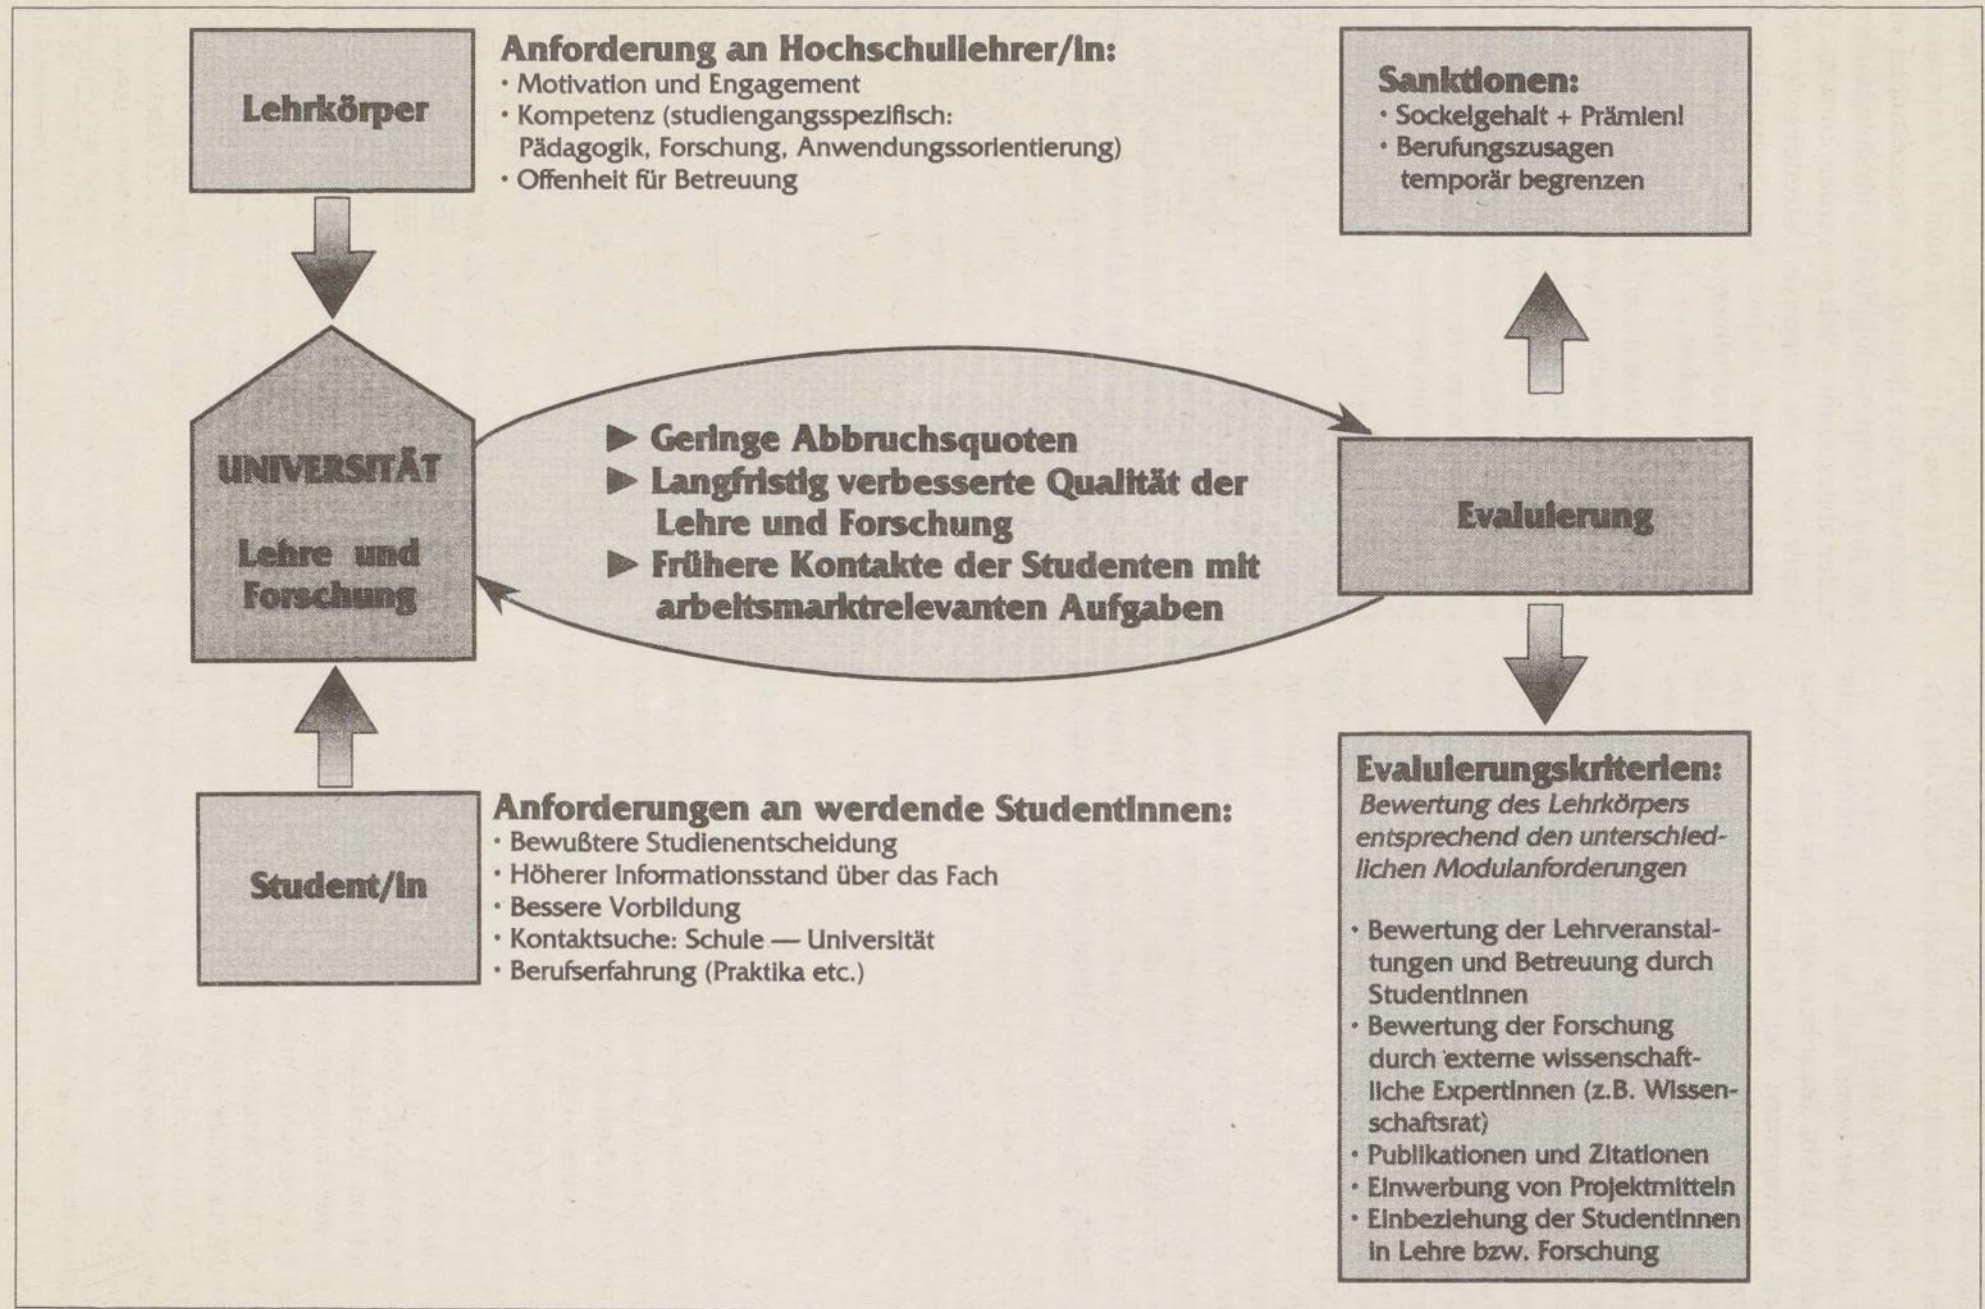 Lehrkörper
Anforderung an Hochschullehrer/in:
· Motivation und Engagement
· Kompetenz (studiengangsspezifisch:
Pädagogik, Forschung, Anwendungssorientierung)
· Offenheit für Betreuung
Sanktionen:
· Sockelgehalt + Prämien!
· Berufungszusagen
temporär begrenzen
UNIVERSITÄT
Lehre und
Forschung
► Geringe Abbruchsquoten
► Langfristig verbesserte Qualität der
Lehre und Forschung
► Frühere Kontakte der Studenten mit
arbeitsmarktrelevanten Aufgaben
Evaluierung
Student/in
Anforderungen an werdende StudentInnen:
· Bewußtere Studienentscheidung
· Höherer Informationsstand über das Fach
· Bessere Vorbildung
· Kontaktsuche: Schule — Universität
· Berufserfahrung (Praktika etc.)
Evaluierungskriterien:
Bewertung des Lehrkörpers
entsprechend den unterschied-
lichen Modulanforderungen
· Bewertung der Lehrveranstal-
tungen und Betreuung durch
StudentInnen
· Bewertung der Forschung
durch externe wissenschaft-
liche ExpertInnen (z.B. Wissen-
schaftsrat)
· Publikationen und Zitationen
· Einwerbung von Projektmitteln
· Einbeziehung der StudentInnen
in Lehre bzw. Forschung